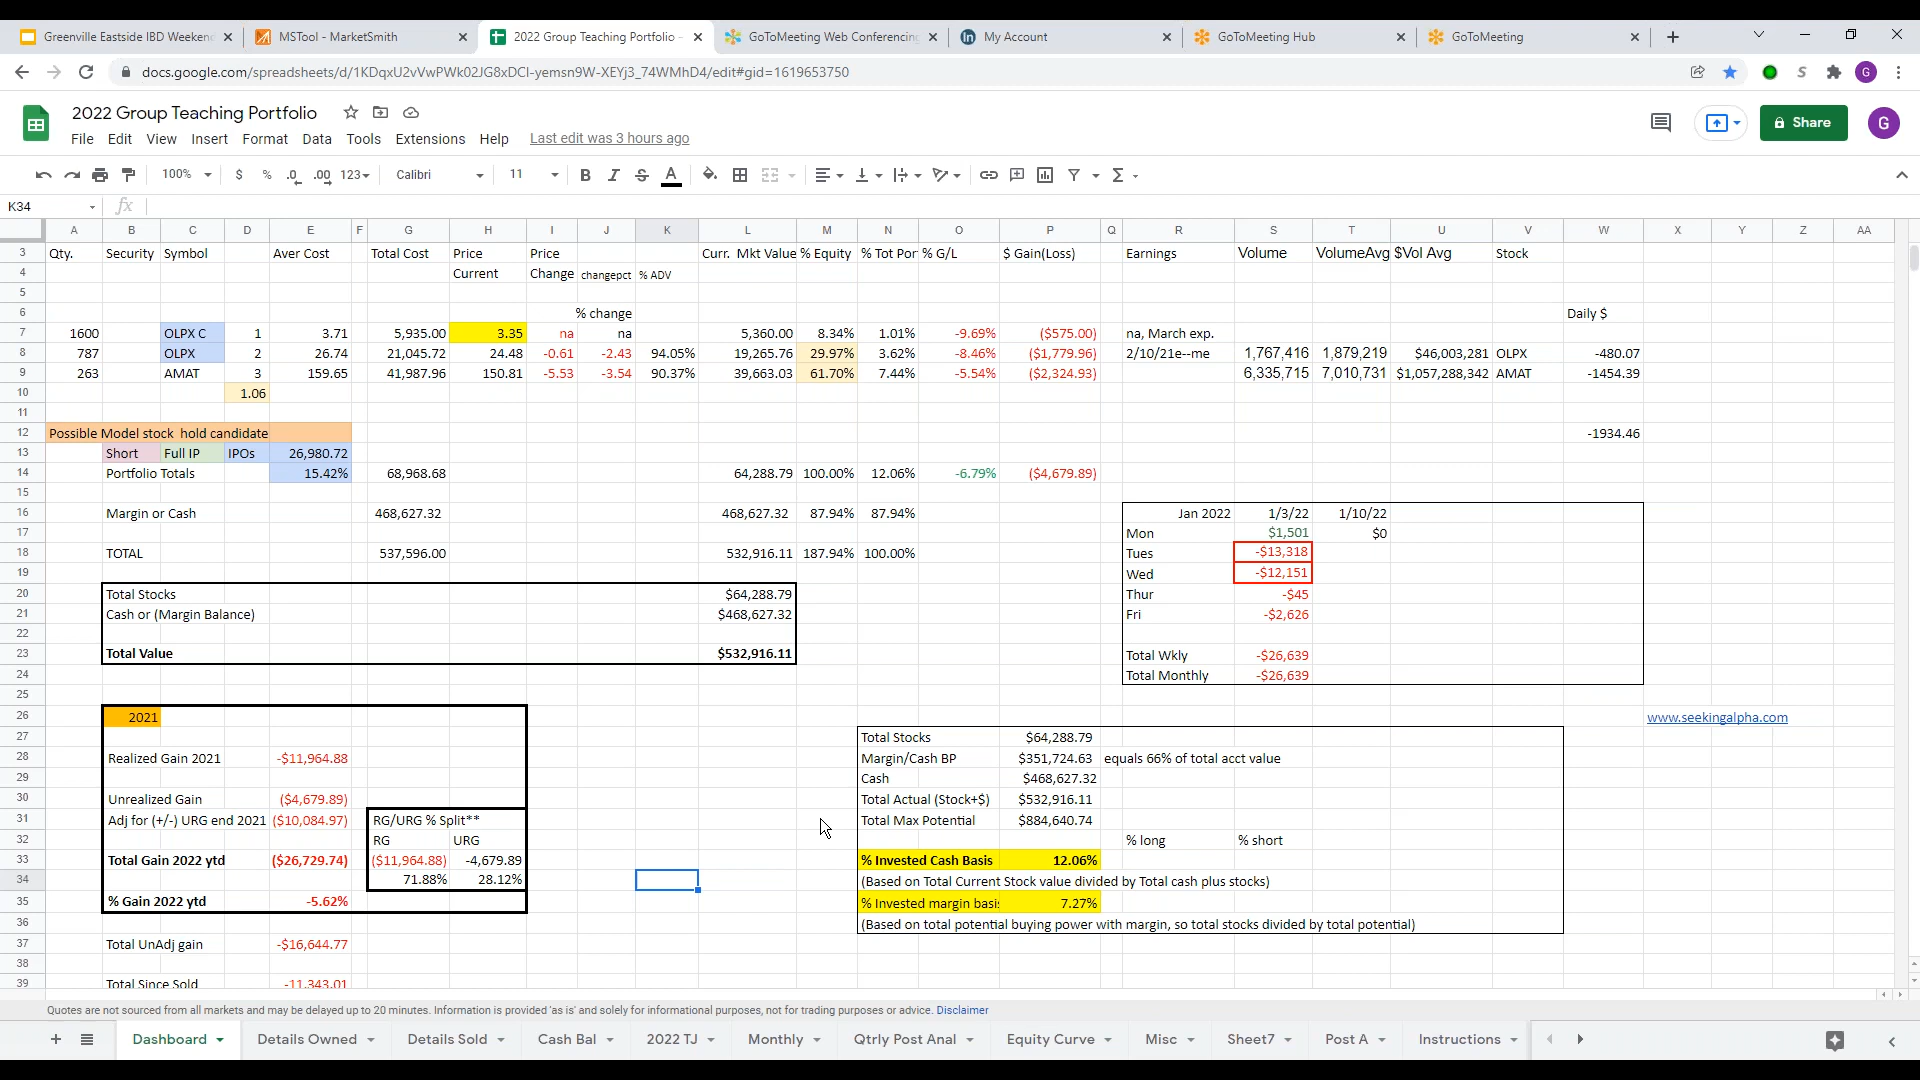 Greenville Eastside IBD Weekend
MSTool - MarketSmith
2022 Group Teaching Portfolio -
GoToMeeting Web Conferencing
My Account
GoToMeeting Hub
GoToMeeting
docs.google.com/spreadsheets/d/1KDqxU2vVwPWk02JG8xDCI-yemsn9W-XEYj3_74WMhD4/edit#gid=1619653750
2022 Group Teaching Portfolio
File Edit View Insert Format Data Tools Extensions Help Last edit was 3 hours ago
Share
G
100% $ % .0 .00 123 Calibri 11 B I S A
K34 fx
A B C D E F G H I J K L M N O P Q R S T U V W X Y Z AA
3 Qty. Security Symbol Aver Cost Total Cost Price Price Curr. Mkt Value % Equity % Tot Por % G/L $ Gain(Loss) Earnings Volume VolumeAvg $Vol Avg Stock
4 Current Change changepct % ADV
5
6 % change Daily $
7 1600 OLPX C 1 3.71 5,935.00 3.35 na na 5,360.00 8.34% 1.01% -9.69% ($575.00) na, March exp.
8 787 OLPX 2 26.74 21,045.72 24.48 -0.61 -2.43 94.05% 19,265.76 29.97% 3.62% -8.46% ($1,779.96) 2/10/21e--me 1,767,416 1,879,219 $46,003,281 OLPX -480.07
9 263 AMAT 3 159.65 41,987.96 150.81 -5.53 -3.54 90.37% 39,663.03 61.70% 7.44% -5.54% ($2,324.93) 6,335,715 7,010,731 $1,057,288,342 AMAT -1454.39
10 1.06
11
12 Possible Model stock hold candidate -1934.46
13 Short Full IP IPOs 26,980.72
14 Portfolio Totals 15.42% 68,968.68 64,288.79 100.00% 12.06% -6.79% ($4,679.89)
15
16 Margin or Cash 468,627.32 468,627.32 87.94% 87.94% Jan 2022 1/3/22 1/10/22
17 Mon $1,501 $0
18 TOTAL 537,596.00 532,916.11 187.94% 100.00% Tues -$13,318
19 Wed -$12,151
20 Total Stocks $64,288.79 Thur -$45
21 Cash or (Margin Balance) $468,627.32 Fri -$2,626
22
23 Total Value $532,916.11 Total Wkly -$26,639
24 Total Monthly -$26,639
25
26 2021 www.seekingalpha.com
27 Total Stocks $64,288.79
28 Realized Gain 2021 -$11,964.88 Margin/Cash BP $351,724.63 equals 66% of total acct value
29 Cash $468,627.32
30 Unrealized Gain ($4,679.89) Total Actual (Stock+$) $532,916.11
31 Adj for (+/-) URG end 2021 ($10,084.97) RG/URG % Split** Total Max Potential $884,640.74
32 RG URG % long % short
33 Total Gain 2022 ytd ($26,729.74) ($11,964.88) -4,679.89 % Invested Cash Basis 12.06%
34 71.88% 28.12% (Based on Total Current Stock value divided by Total cash plus stocks)
35 % Gain 2022 ytd -5.62% % Invested margin basis 7.27%
36 (Based on total potential buying power with margin, so total stocks divided by total potential)
37 Total UnAdj gain -$16,644.77
38
39 Total Since Sold -11,343.01
Quotes are not sourced from all markets and may be delayed up to 20 minutes. Information is provided 'as is' and solely for informational purposes, not for trading purposes or advice. Disclaimer
Dashboard Details Owned Details Sold Cash Bal 2022 TJ Monthly Qtrly Post Anal Equity Curve Misc Sheet7 Post A Instructions